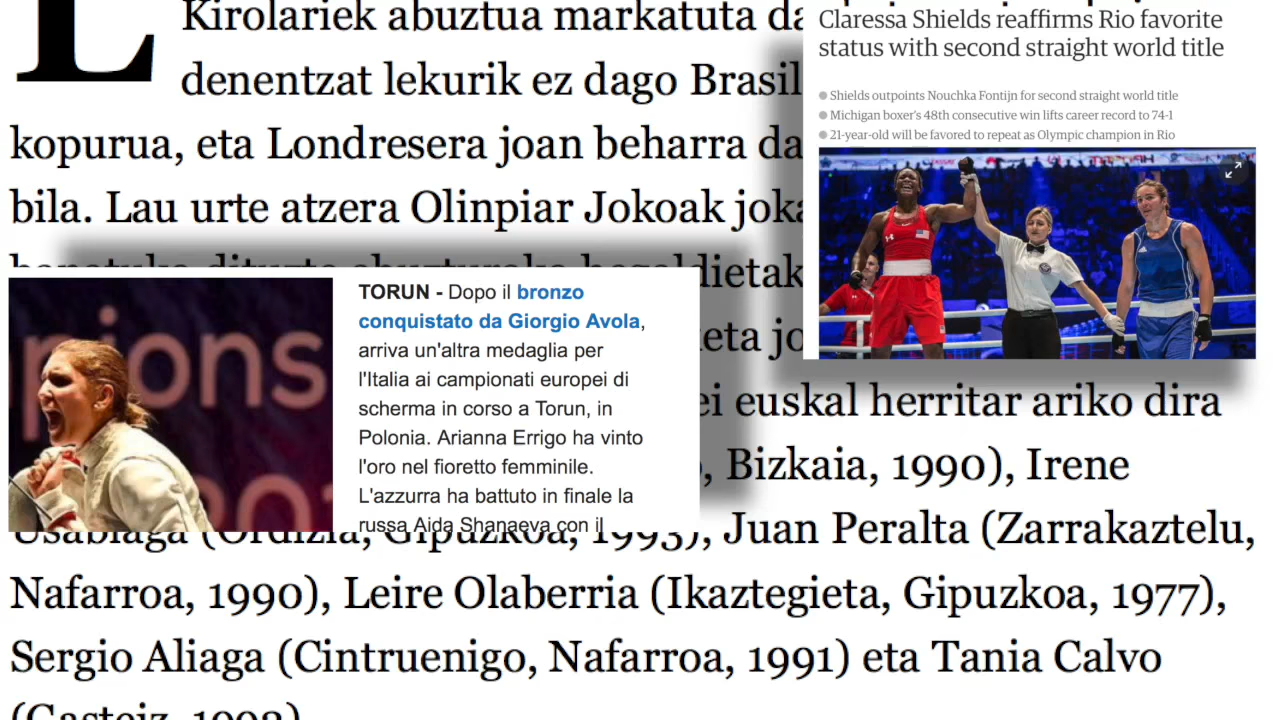 L
Kirolariek abuztua markatuta
denentzat lekurik ez dago Brasil
kopurua, eta Londresera joan beharra
bila. Lau urte atzera Olinpiar Jokoak
ei euskal herritar ariko dira
, Bizkaia, 1990), Irene
Usabiaga (Ordizia, Gipuzkoa, 1993), Juan Peralta (Zarrakaztelu,
Nafarroa, 1990), Leire Olaberria (Ikaztegieta, Gipuzkoa, 1977),
Sergio Aliaga (Cintruenigo, Nafarroa, 1991) eta Tania Calvo
Claressa Shields reaffirms Rio favorite
status with second straight world title
Shields outpoints Nouchka Fontijn for second straight world title
Michigan boxer's 48th consecutive win lifts career record to 74-1
21-year-old will be favored to repeat as Olympic champion in Rio
pions
TORUN - Dopo il bronzo
conquistato da Giorgio Avola,
arriva un'altra medaglia per
l'Italia ai campionati europei di
scherma in corso a Torun, in
Polonia. Arianna Errigo ha vinto
l'oro nel fioretto femminile.
L'azzurra ha battuto in finale la
russa Aida Shanaeva con il